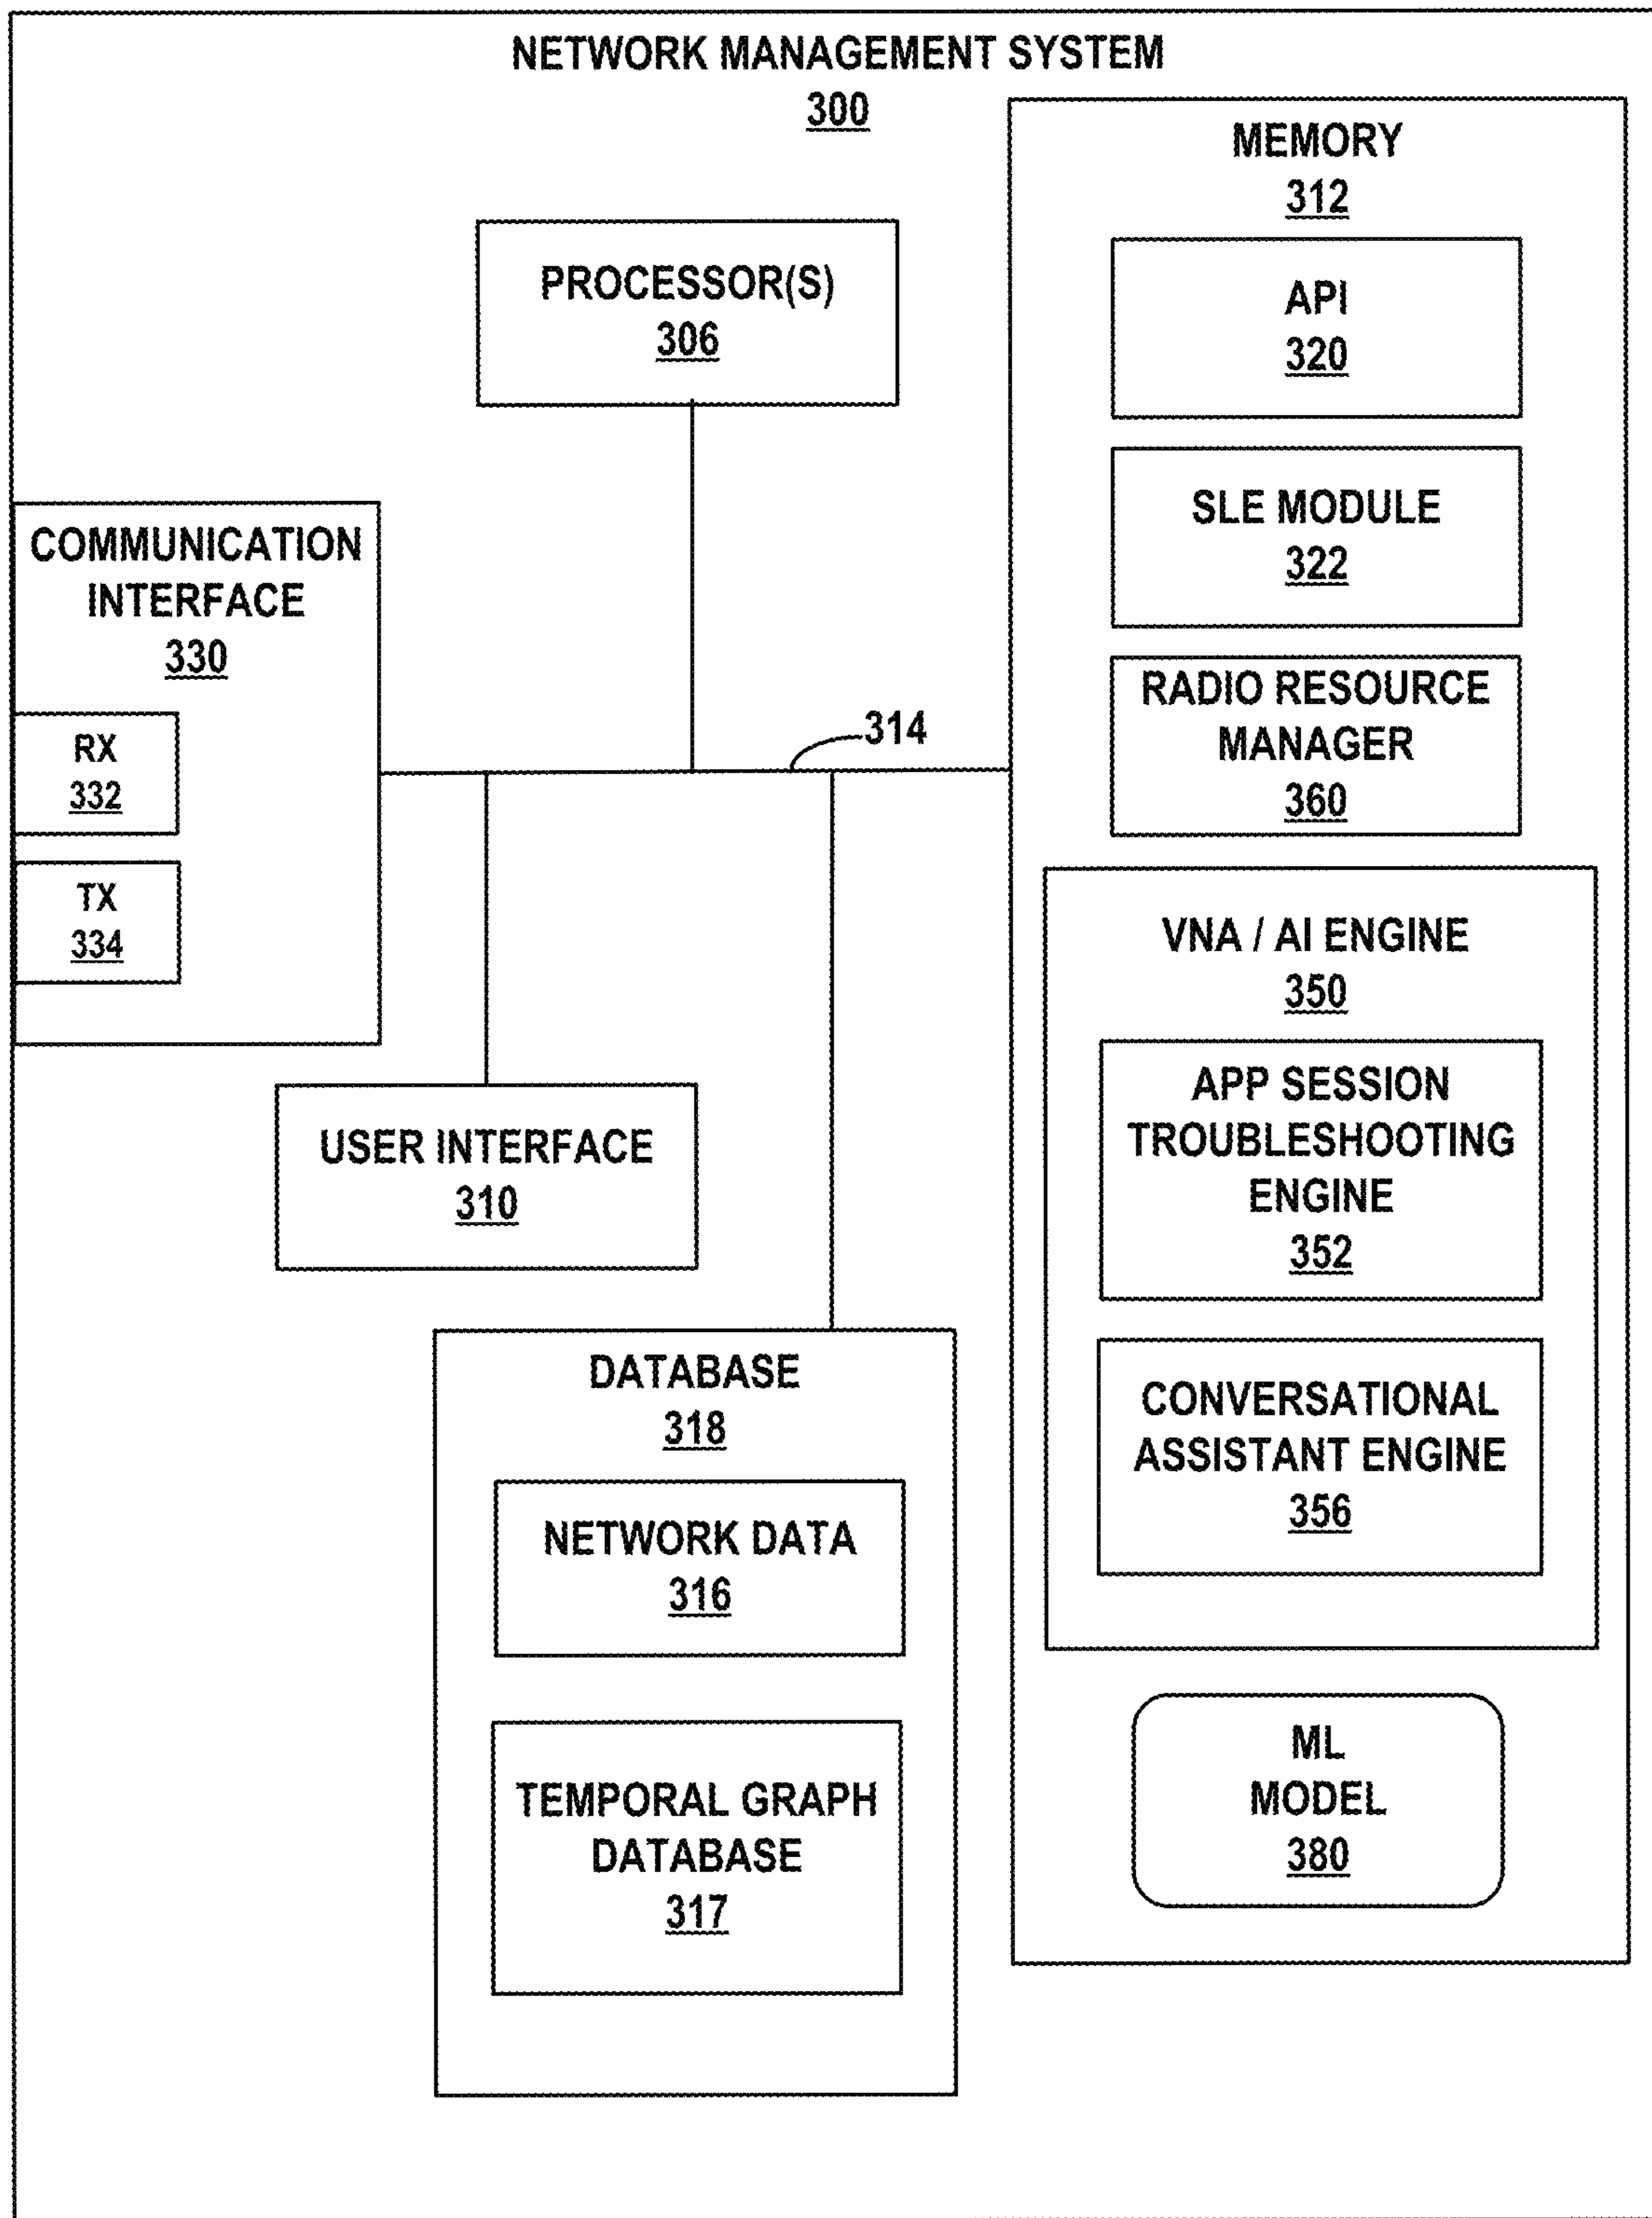 NETWORK MANAGEMENT SYSTEM
300
PROCESSOR(S)
306
COMMUNICATION
INTERFACE
330
RX
332
TX
334
314
USER INTERFACE
310
DATABASE
318
NETWORK DATA
316
TEMPORAL GRAPH
DATABASE
317
MEMORY
312
API
320
SLE MODULE
322
RADIO RESOURCE
MANAGER
360
VNA / AI ENGINE
350
APP SESSION
TROUBLESHOOTING
ENGINE
352
CONVERSATIONAL
ASSISTANT ENGINE
356
ML
MODEL
380